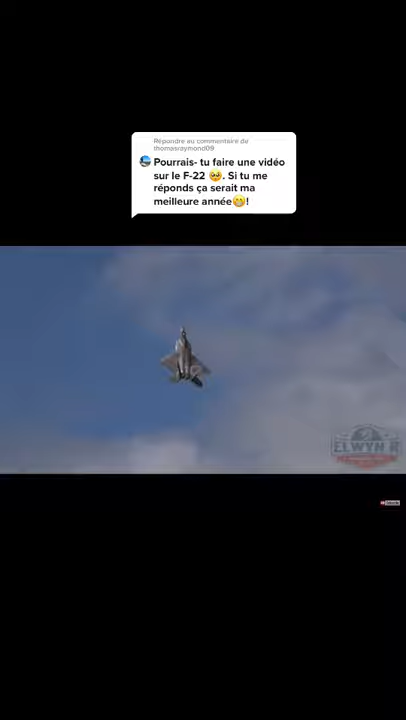 Répondre au commentaire de
thomasraymond09
Pourrais- tu faire une vidéo
sur le F-22 🥹. Si tu me
réponds ça serait ma
meilleure année🤭!
ELWYN R